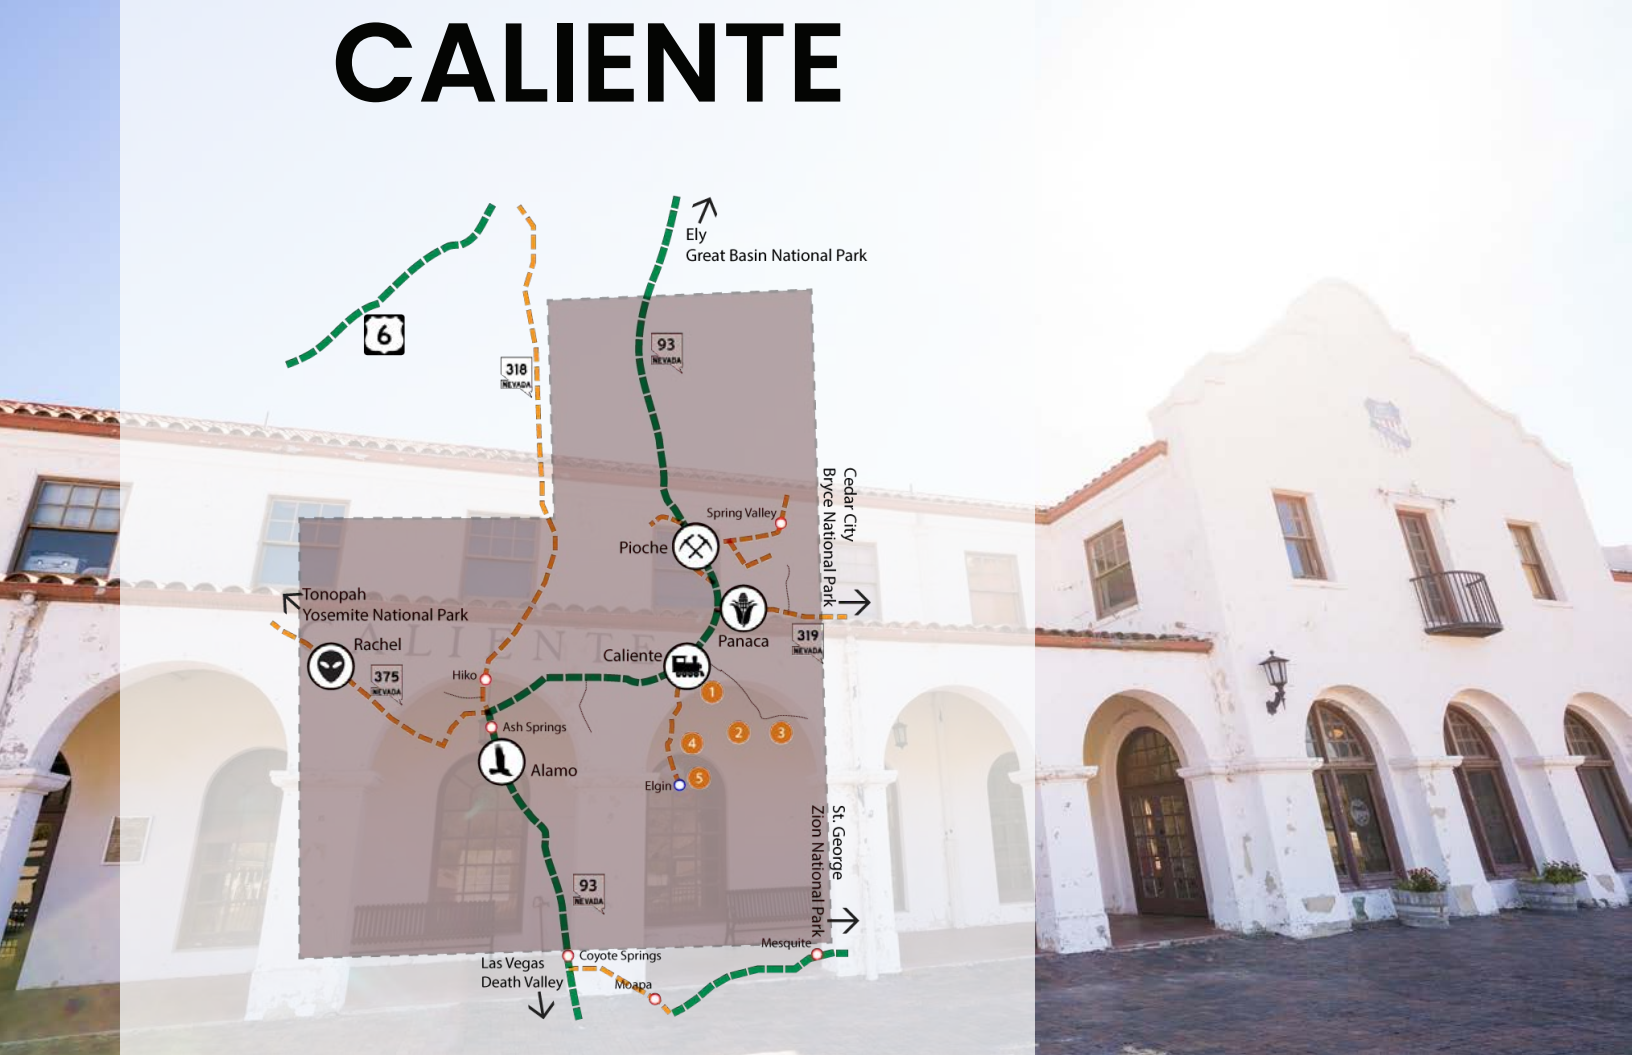 CALIENTE
Ely
Great Basin National Park
6
93
NEVADA
318
NEVADA
Cedar City
Bryce National Park
Spring Valley
Pioche
Tonopah
Yosemite National Park
Rachel
375
NEVADA
CALIENTE
Panaca
319
NEVADA
Caliente
Hiko
1
Ash Springs
2
3
4
Alamo
5
Elgin
St. George
Zion National Park
93
NEVADA
Mesquite
Coyote Springs
Las Vegas
Death Valley
Moapa